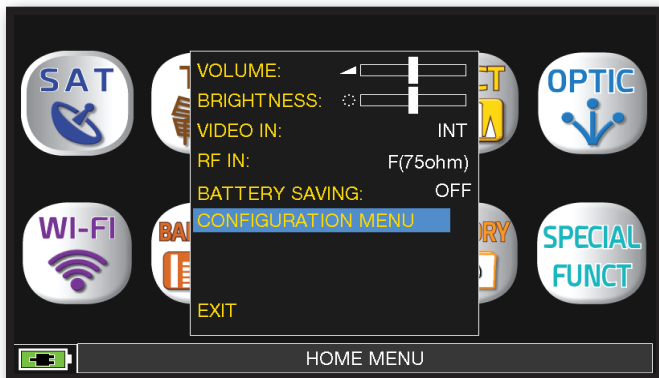 SAT
OPTIC
VOLUME:
BRIGHTNESS:
VIDEO IN: INT
RF IN: F(75ohm)
BATTERY SAVING: OFF
CONFIGURATION MENU
EXIT
WI-FI
SPECIAL
FUNCT
HOME MENU